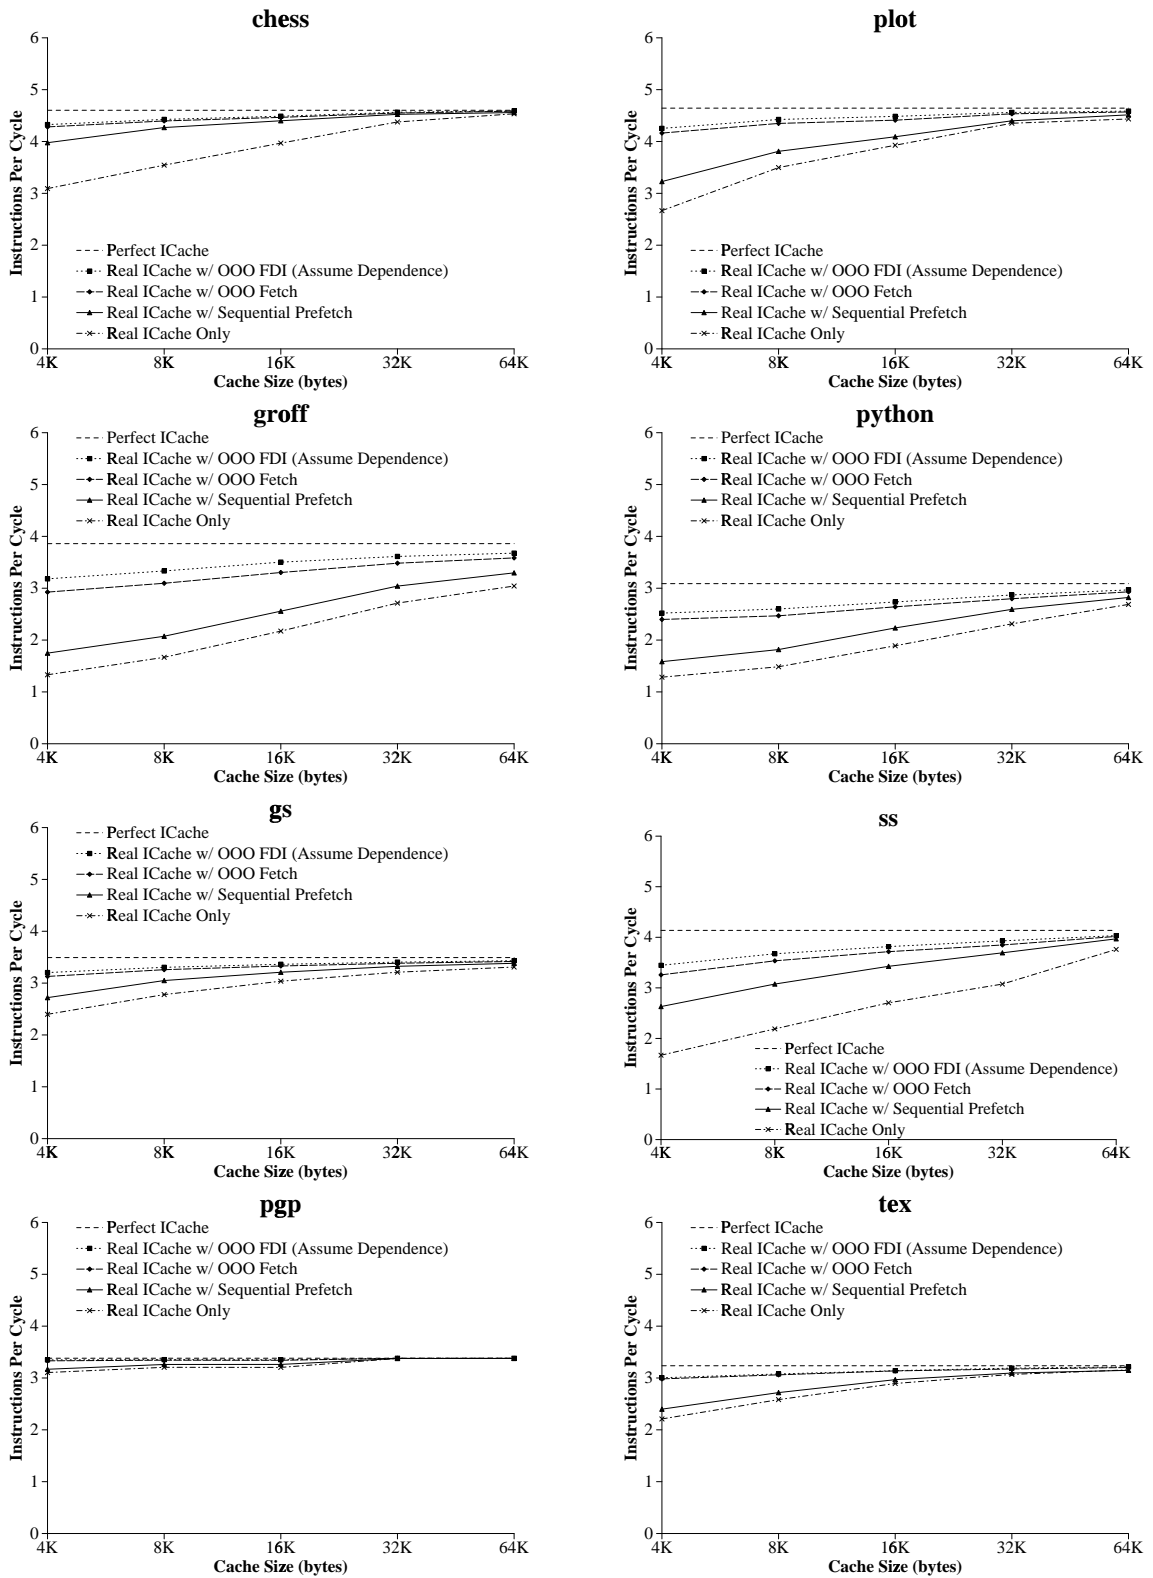 chess
6
5
4
3
2
1
0
Instructions Per Cycle
Perfect ICache
Real ICache w/ OOO FDI (Assume Dependence)
Real ICache w/ OOO Fetch
Real ICache w/ Sequential Prefetch
Real ICache Only
4K 8K 16K 32K 64K
Cache Size (bytes)
plot
6
5
4
3
2
1
0
Instructions Per Cycle
Perfect ICache
Real ICache w/ OOO FDI (Assume Dependence)
Real ICache w/ OOO Fetch
Real ICache w/ Sequential Prefetch
Real ICache Only
4K 8K 16K 32K 64K
Cache Size (bytes)
groff
6
5
4
3
2
1
0
Instructions Per Cycle
Perfect ICache
Real ICache w/ OOO FDI (Assume Dependence)
Real ICache w/ OOO Fetch
Real ICache w/ Sequential Prefetch
Real ICache Only
4K 8K 16K 32K 64K
Cache Size (bytes)
python
6
5
4
3
2
1
0
Instructions Per Cycle
Perfect ICache
Real ICache w/ OOO FDI (Assume Dependence)
Real ICache w/ OOO Fetch
Real ICache w/ Sequential Prefetch
Real ICache Only
4K 8K 16K 32K 64K
Cache Size (bytes)
gs
6
5
4
3
2
1
0
Instructions Per Cycle
Perfect ICache
Real ICache w/ OOO FDI (Assume Dependence)
Real ICache w/ OOO Fetch
Real ICache w/ Sequential Prefetch
Real ICache Only
4K 8K 16K 32K 64K
Cache Size (bytes)
ss
6
5
4
3
2
1
0
Instructions Per Cycle
Perfect ICache
Real ICache w/ OOO FDI (Assume Dependence)
Real ICache w/ OOO Fetch
Real ICache w/ Sequential Prefetch
Real ICache Only
4K 8K 16K 32K 64K
Cache Size (bytes)
pgp
6
5
4
3
2
1
0
Instructions Per Cycle
Perfect ICache
Real ICache w/ OOO FDI (Assume Dependence)
Real ICache w/ OOO Fetch
Real ICache w/ Sequential Prefetch
Real ICache Only
4K 8K 16K 32K 64K
Cache Size (bytes)
tex
6
5
4
3
2
1
0
Instructions Per Cycle
Perfect ICache
Real ICache w/ OOO FDI (Assume Dependence)
Real ICache w/ OOO Fetch
Real ICache w/ Sequential Prefetch
Real ICache Only
4K 8K 16K 32K 64K
Cache Size (bytes)